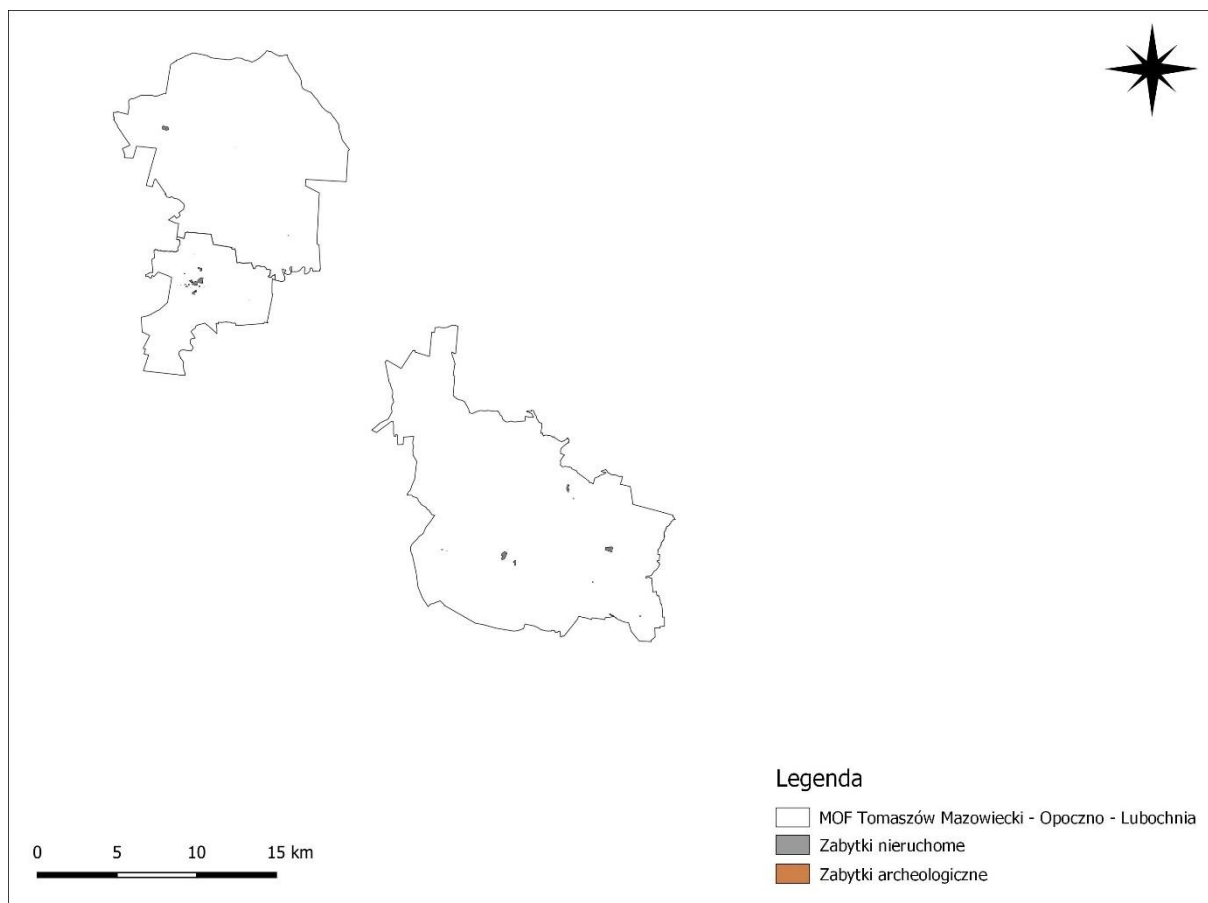 Legenda
MOF Tomaszów Mazowiecki - Opoczno - Lubochnia
Zabytki nieruchome
Zabytki archeologiczne
0 5 10 15 km